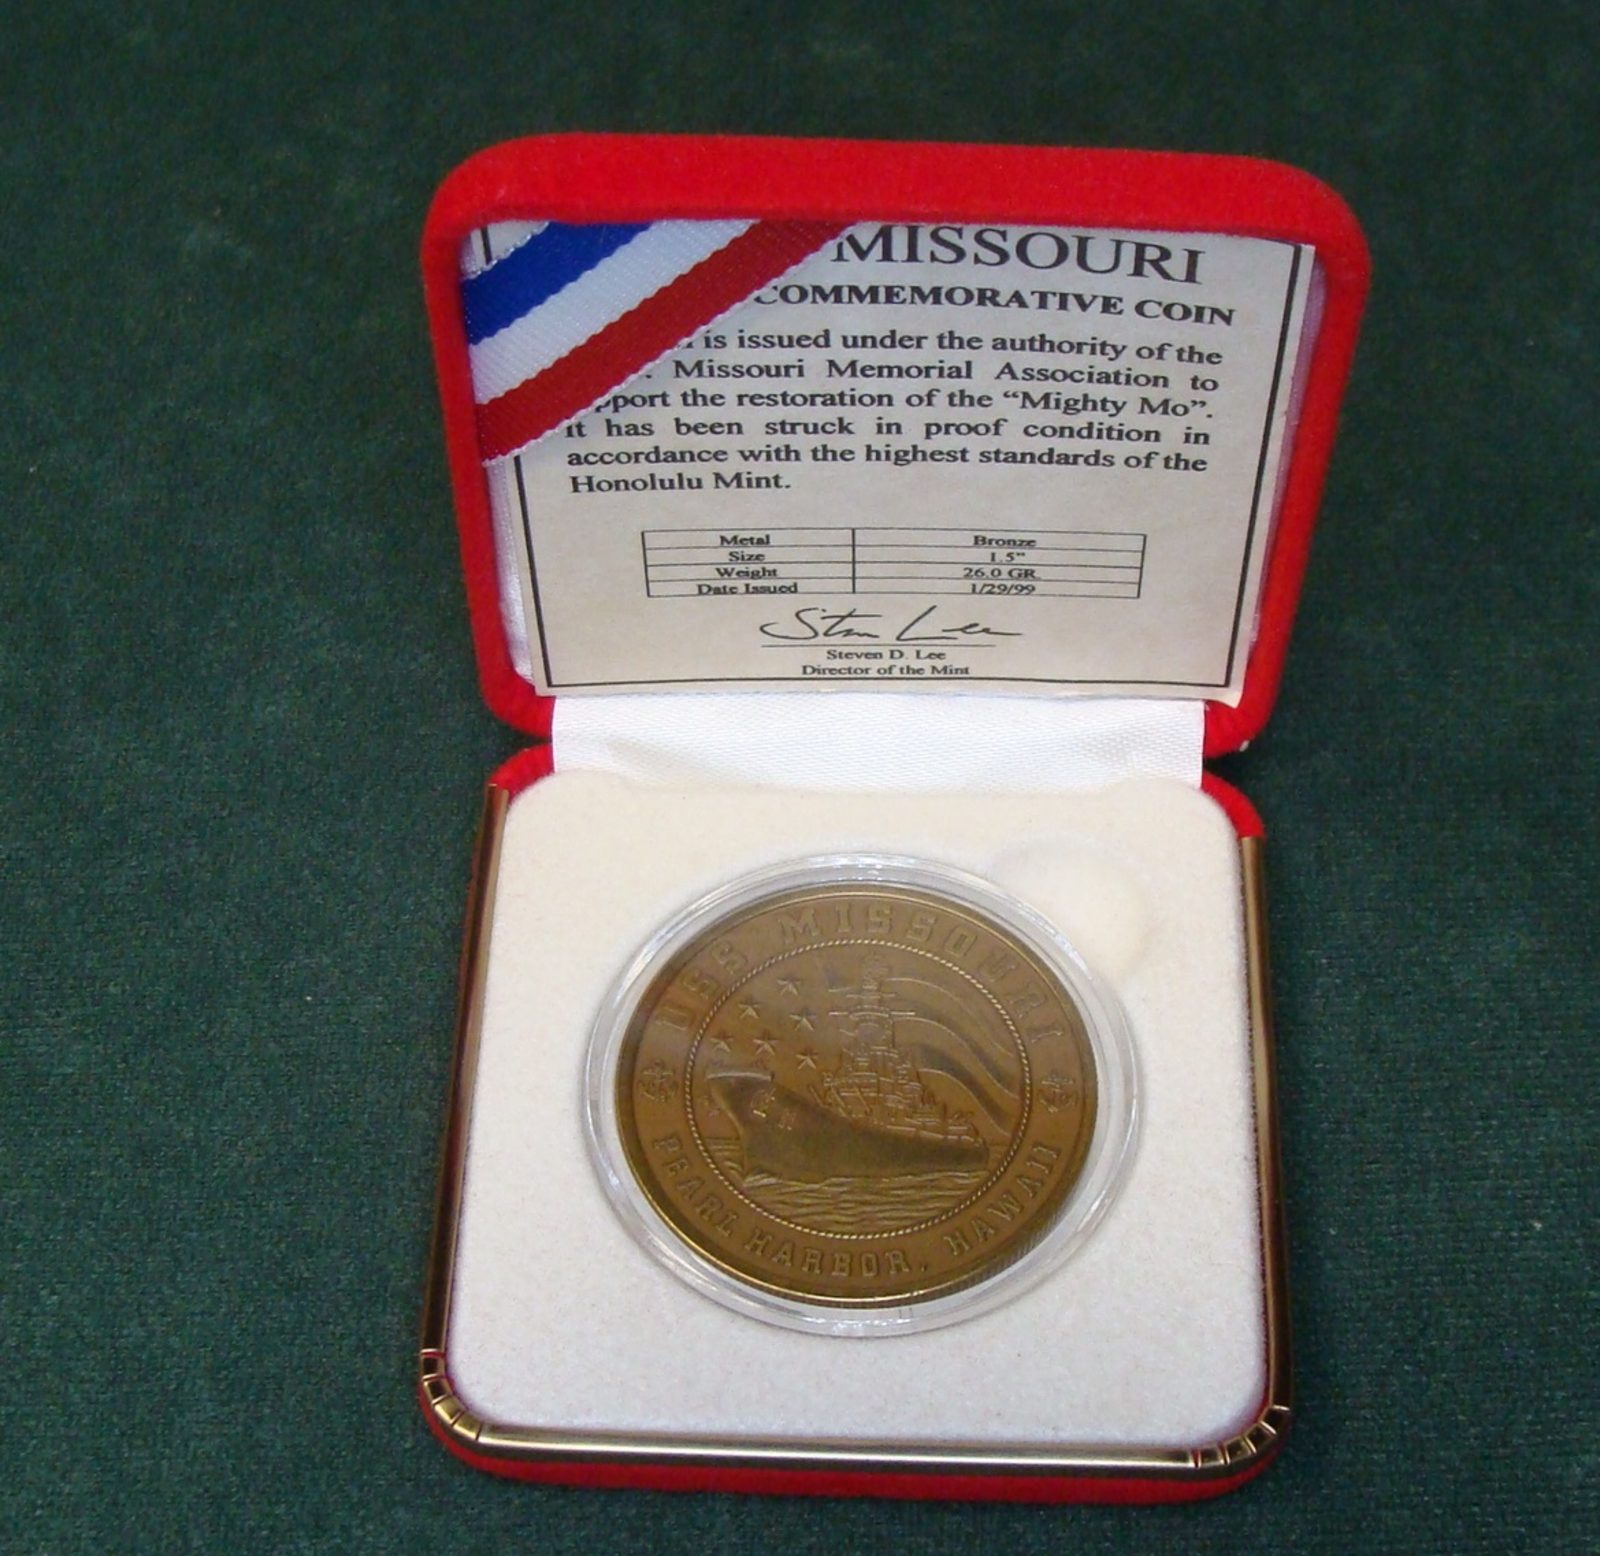 MISSOURI
COMMEMORATIVE COIN
is issued under the authority of the
Missouri Memorial Association to
pport the restoration of the “Mighty Mo”.
It has been struck in proof condition in
accordance with the highest standards of the
Honolulu Mint.
Metal Bronze
Size 1.5"
Weight 26.0 GR.
Date Issued 1/29/99
Stan Lee
Steven D. Lee
Director of the Mint
USS MISSOURI
PEARL HARBOR, HAWAII